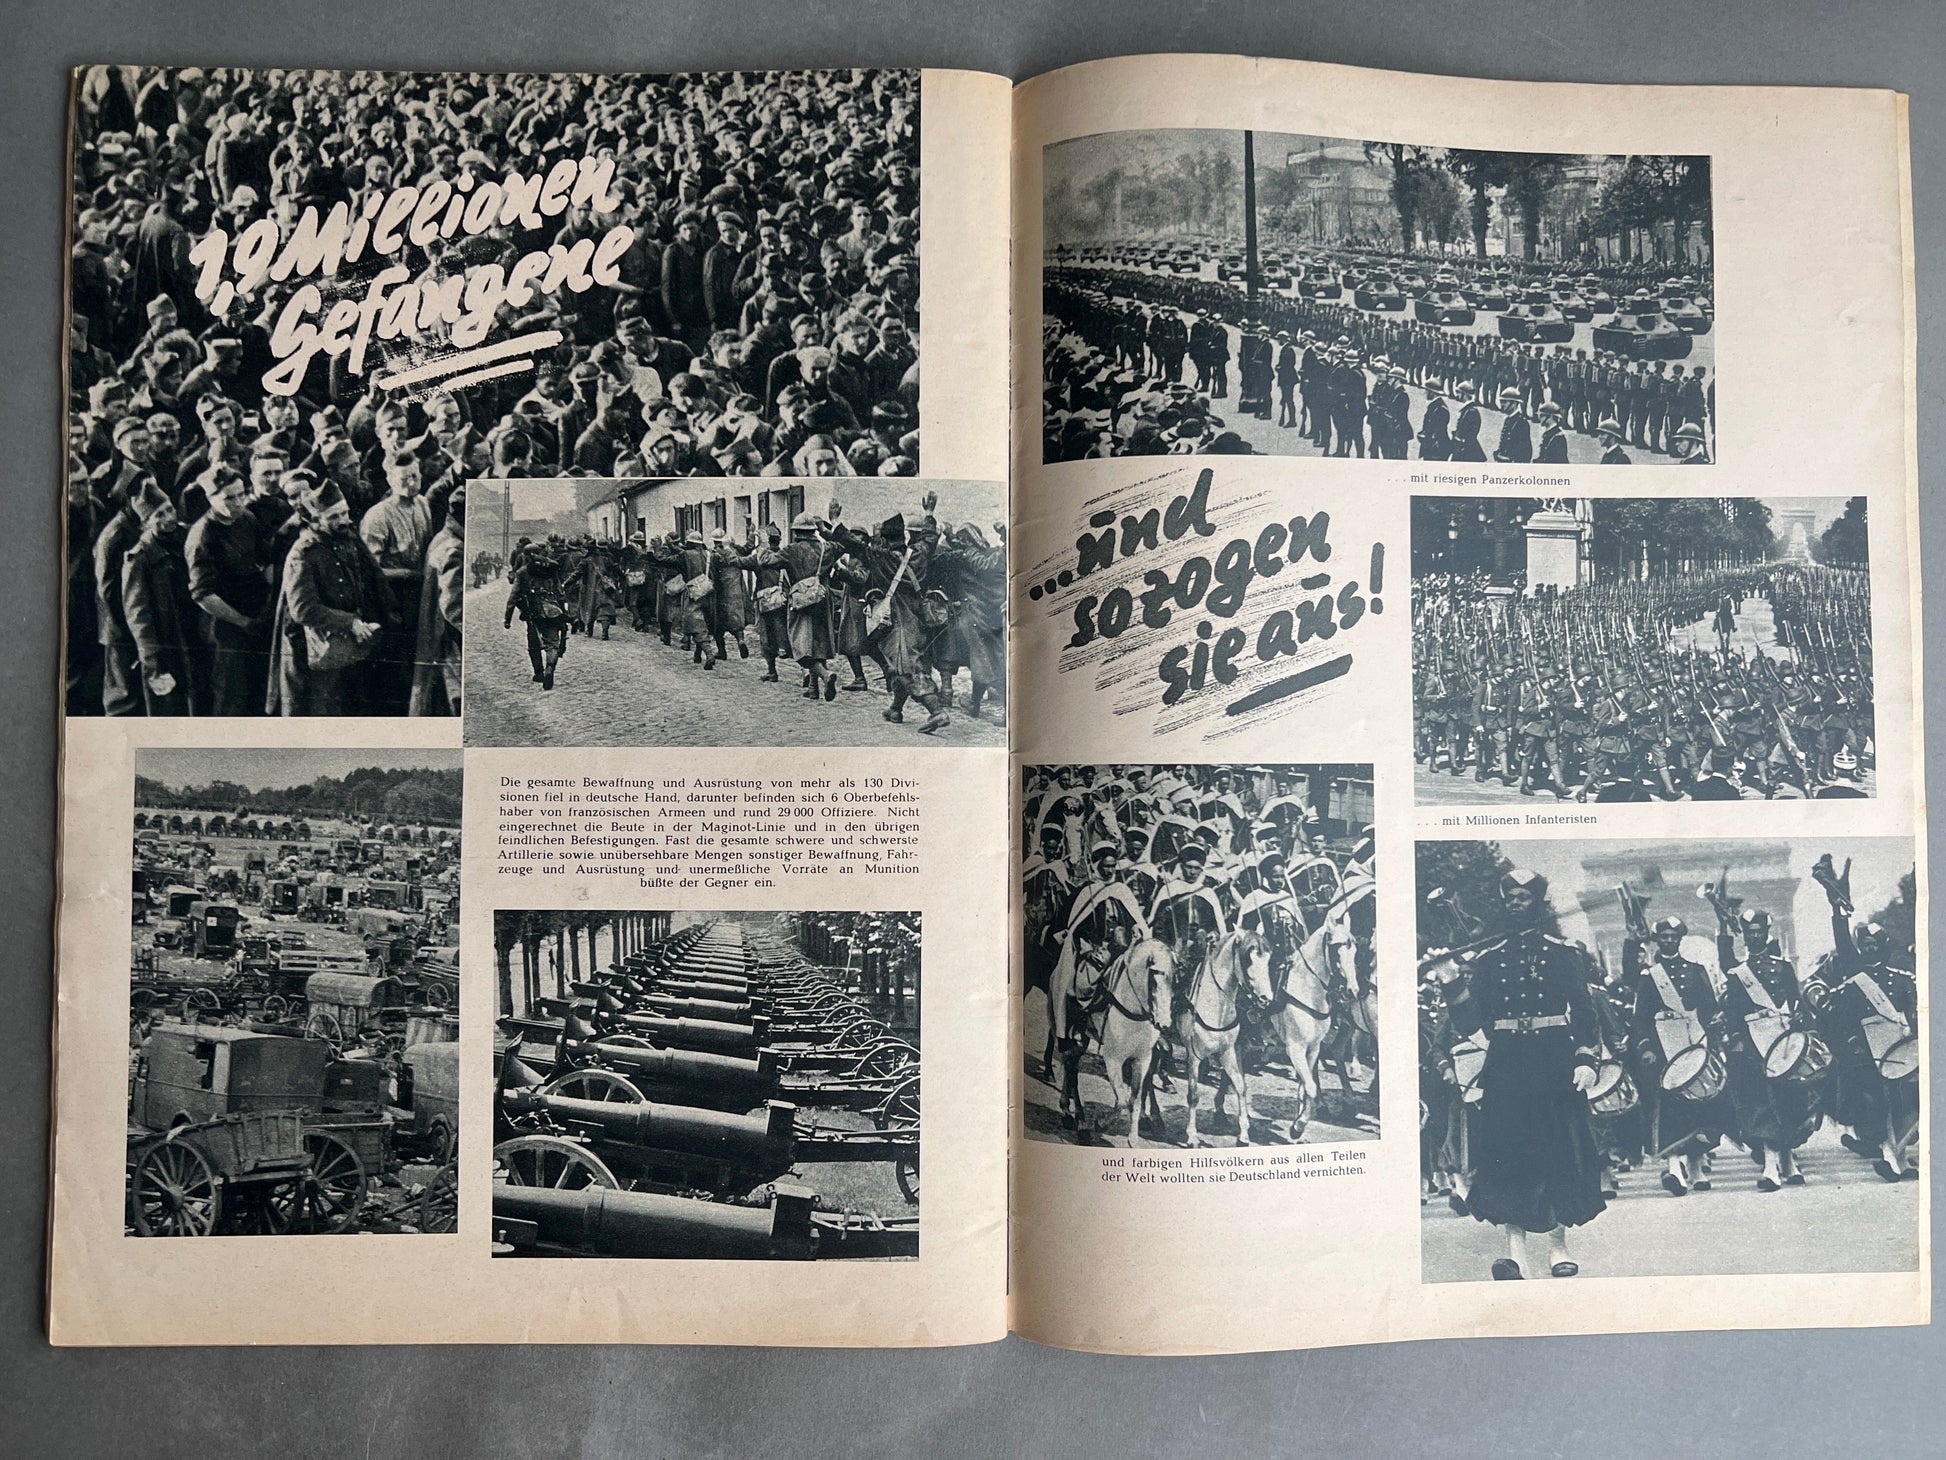 1,9 Millionen
Gefangene
Die gesamte Bewaffnung und Ausrüstung von mehr als 130 Divi-
sionen fiel in deutsche Hand, darunter befinden sich 6 Oberbefehls-
haber von französischen Armeen und rund 29 000 Offiziere. Nicht
eingerechnet die Beute in der Maginot-Linie und in den übrigen
feindlichen Befestigungen. Fast die gesamte schwere und schwerste
Artillerie sowie unübersehbare Mengen sonstiger Bewaffnung, Fahr-
zeuge und Ausrüstung und unermeßliche Vorräte an Munition
büßte der Gegner ein.
...und
so zogen
sie aus!
... mit riesigen Panzerkolonnen
... mit Millionen Infanteristen
und farbigen Hilfsvölkern aus allen Teilen
der Welt wollten sie Deutschland vernichten.